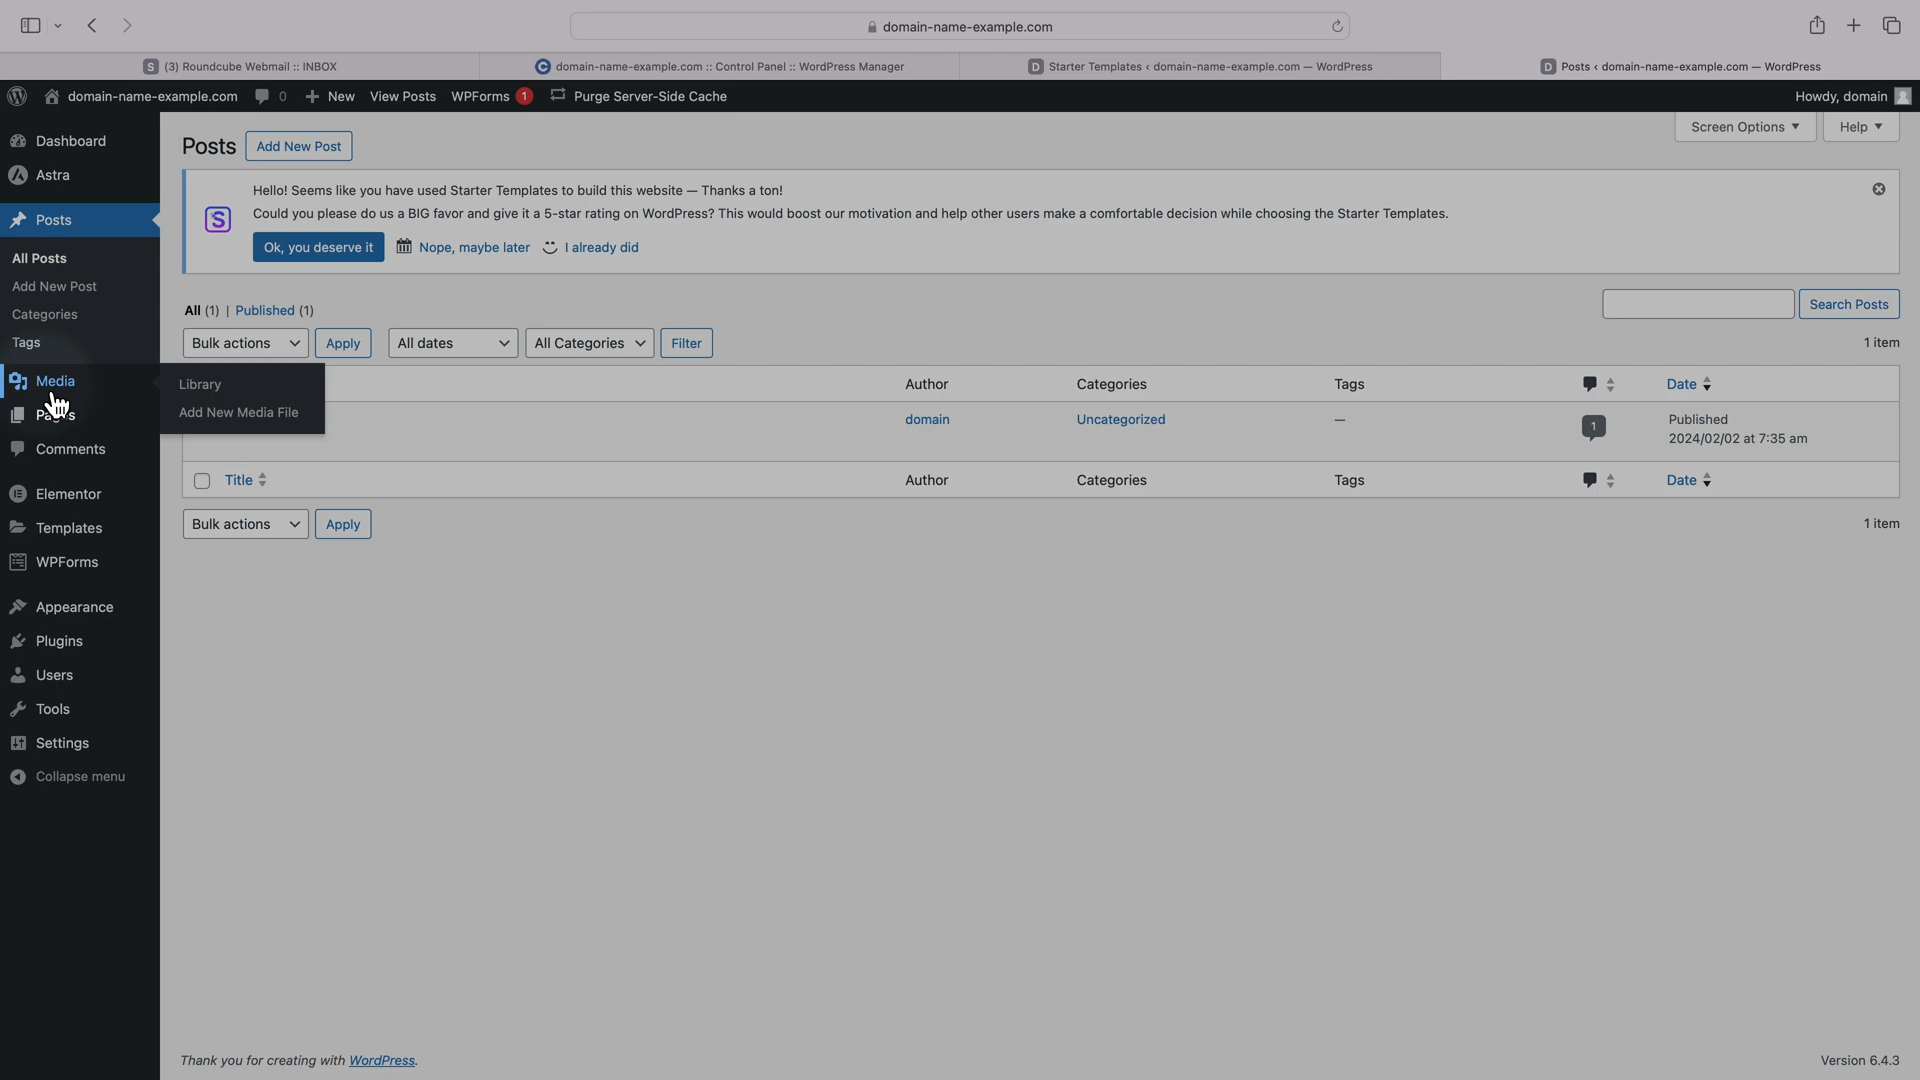 domain-name-example.com
S (3) Roundcube Webmail :: INBOX
domain-name-example.com :: Control Panel :: WordPress Manager
D Starter Templates < domain-name-example.com — WordPress
D Posts < domain-name-example.com — WordPress
domain-name-example.com
0
New
View Posts
WPForms 1
Purge Server-Side Cache
Howdy, domain
Dashboard
Astra
Posts
All Posts
Add New Post
Categories
Tags
Media
Library
Add New Media File
Comments
Elementor
Templates
WPForms
Appearance
Plugins
Users
Tools
Settings
Collapse menu
Posts
Add New Post
Screen Options
Help
Hello! Seems like you have used Starter Templates to build this website — Thanks a ton!
Could you please do us a BIG favor and give it a 5-star rating on WordPress? This would boost our motivation and help other users make a comfortable decision while choosing the Starter Templates.
Ok, you deserve it
Nope, maybe later
I already did
All (1) | Published (1)
Search Posts
Bulk actions
Apply
All dates
All Categories
Filter
1 item
Author
Categories
Tags
Date
domain
Uncategorized
—
1
Published
2024/02/02 at 7:35 am
Title
Author
Categories
Tags
Date
Bulk actions
Apply
1 item
Thank you for creating with WordPress.
Version 6.4.3